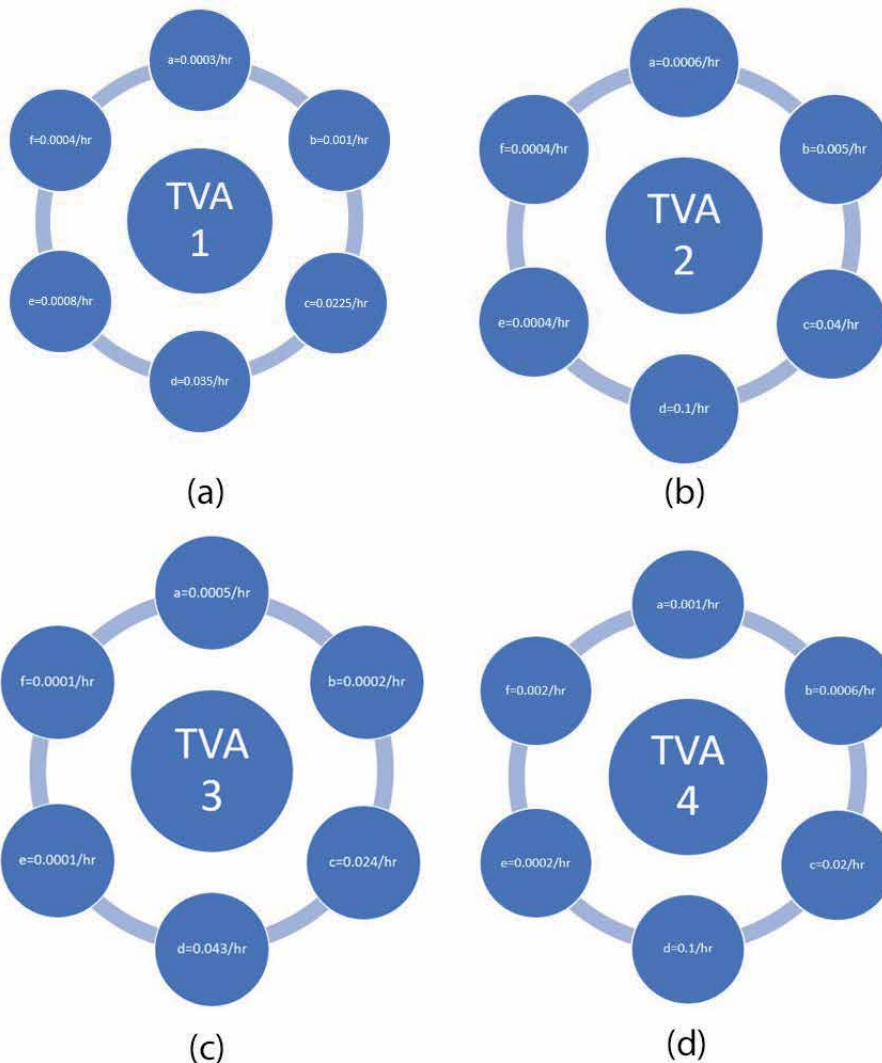 a=0.0003/hr
f=0.0004/hr
b=0.001/hr
TVA
1
e=0.0008/hr
c=0.0225/hr
d=0.035/hr
(a)
a=0.0006/hr
f=0.0004/hr
b=0.005/hr
TVA
2
e=0.0004/hr
c=0.04/hr
d=0.1/hr
(b)
a=0.0005/hr
f=0.0001/hr
b=0.0002/hr
TVA
3
e=0.0001/hr
c=0.024/hr
d=0.043/hr
(c)
a=0.001/hr
f=0.002/hr
b=0.0006/hr
TVA
4
e=0.0002/hr
c=0.02/hr
d=0.1/hr
(d)